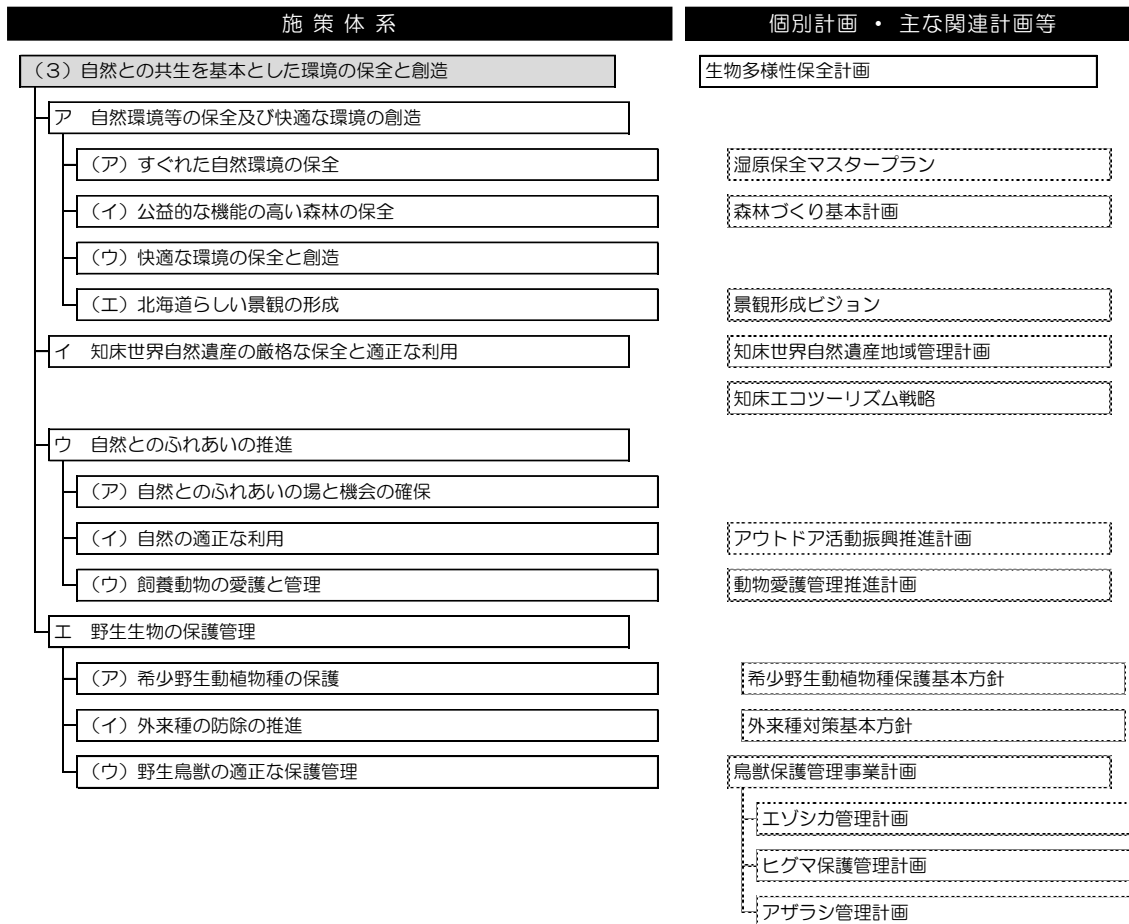 施策体系
個別計画 ・ 主な関連計画等
（３）自然との共生を基本とした環境の保全と創造
生物多様性保全計画
ア　自然環境等の保全及び快適な環境の創造
（ア）すぐれた自然環境の保全
湿原保全マスタープラン
（イ）公益的な機能の高い森林の保全
森林づくり基本計画
（ウ）快適な環境の保全と創造
（エ）北海道らしい景観の形成
景観形成ビジョン
イ　知床世界自然遺産の厳格な保全と適正な利用
知床世界自然遺産地域管理計画
知床エコツーリズム戦略
ウ　自然とのふれあいの推進
（ア）自然とのふれあいの場と機会の確保
（イ）自然の適正な利用
アウトドア活動振興推進計画
（ウ）飼養動物の愛護と管理
動物愛護管理推進計画
エ　野生生物の保護管理
（ア）希少野生動植物種の保護
希少野生動植物種保護基本方針
（イ）外来種の防除の推進
外来種対策基本方針
（ウ）野生鳥獣の適正な保護管理
鳥獣保護管理事業計画
エゾシカ管理計画
ヒグマ保護管理計画
アザラシ管理計画